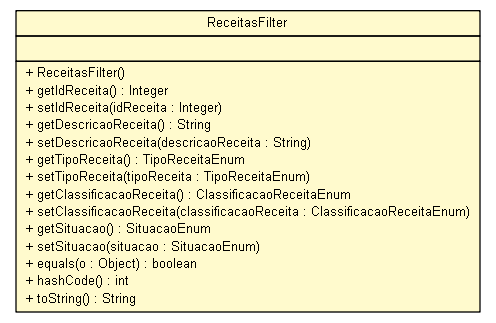 ReceitasFilter
+ ReceitasFilter()
+ getIdReceita() : Integer
+ setIdReceita(idReceita : Integer)
+ getDescricaoReceita() : String
+ setDescricaoReceita(descricaoReceita : String)
+ getTipoReceita() : TipoReceitaEnum
+ setTipoReceita(tipoReceita : TipoReceitaEnum)
+ getClassificacaoReceita() : ClassificacaoReceitaEnum
+ setClassificacaoReceita(classificacaoReceita : ClassificacaoReceitaEnum)
+ getSituacao() : SituacaoEnum
+ setSituacao(situacao : SituacaoEnum)
+ equals(o : Object) : boolean
+ hashCode() : int
+ toString() : String